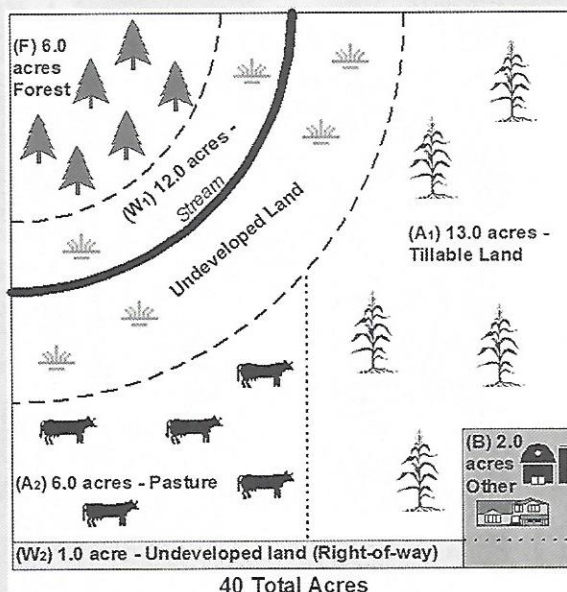 (F) 6.0
acres
Forest
(W1) 12.0 acres -
Stream
Undeveloped Land
(A1) 13.0 acres -
Tillable Land
(B) 2.0
acres
Other
(A2) 6.0 acres - Pasture
(W2) 1.0 acre - Undeveloped land (Right-of-way)
40 Total Acres